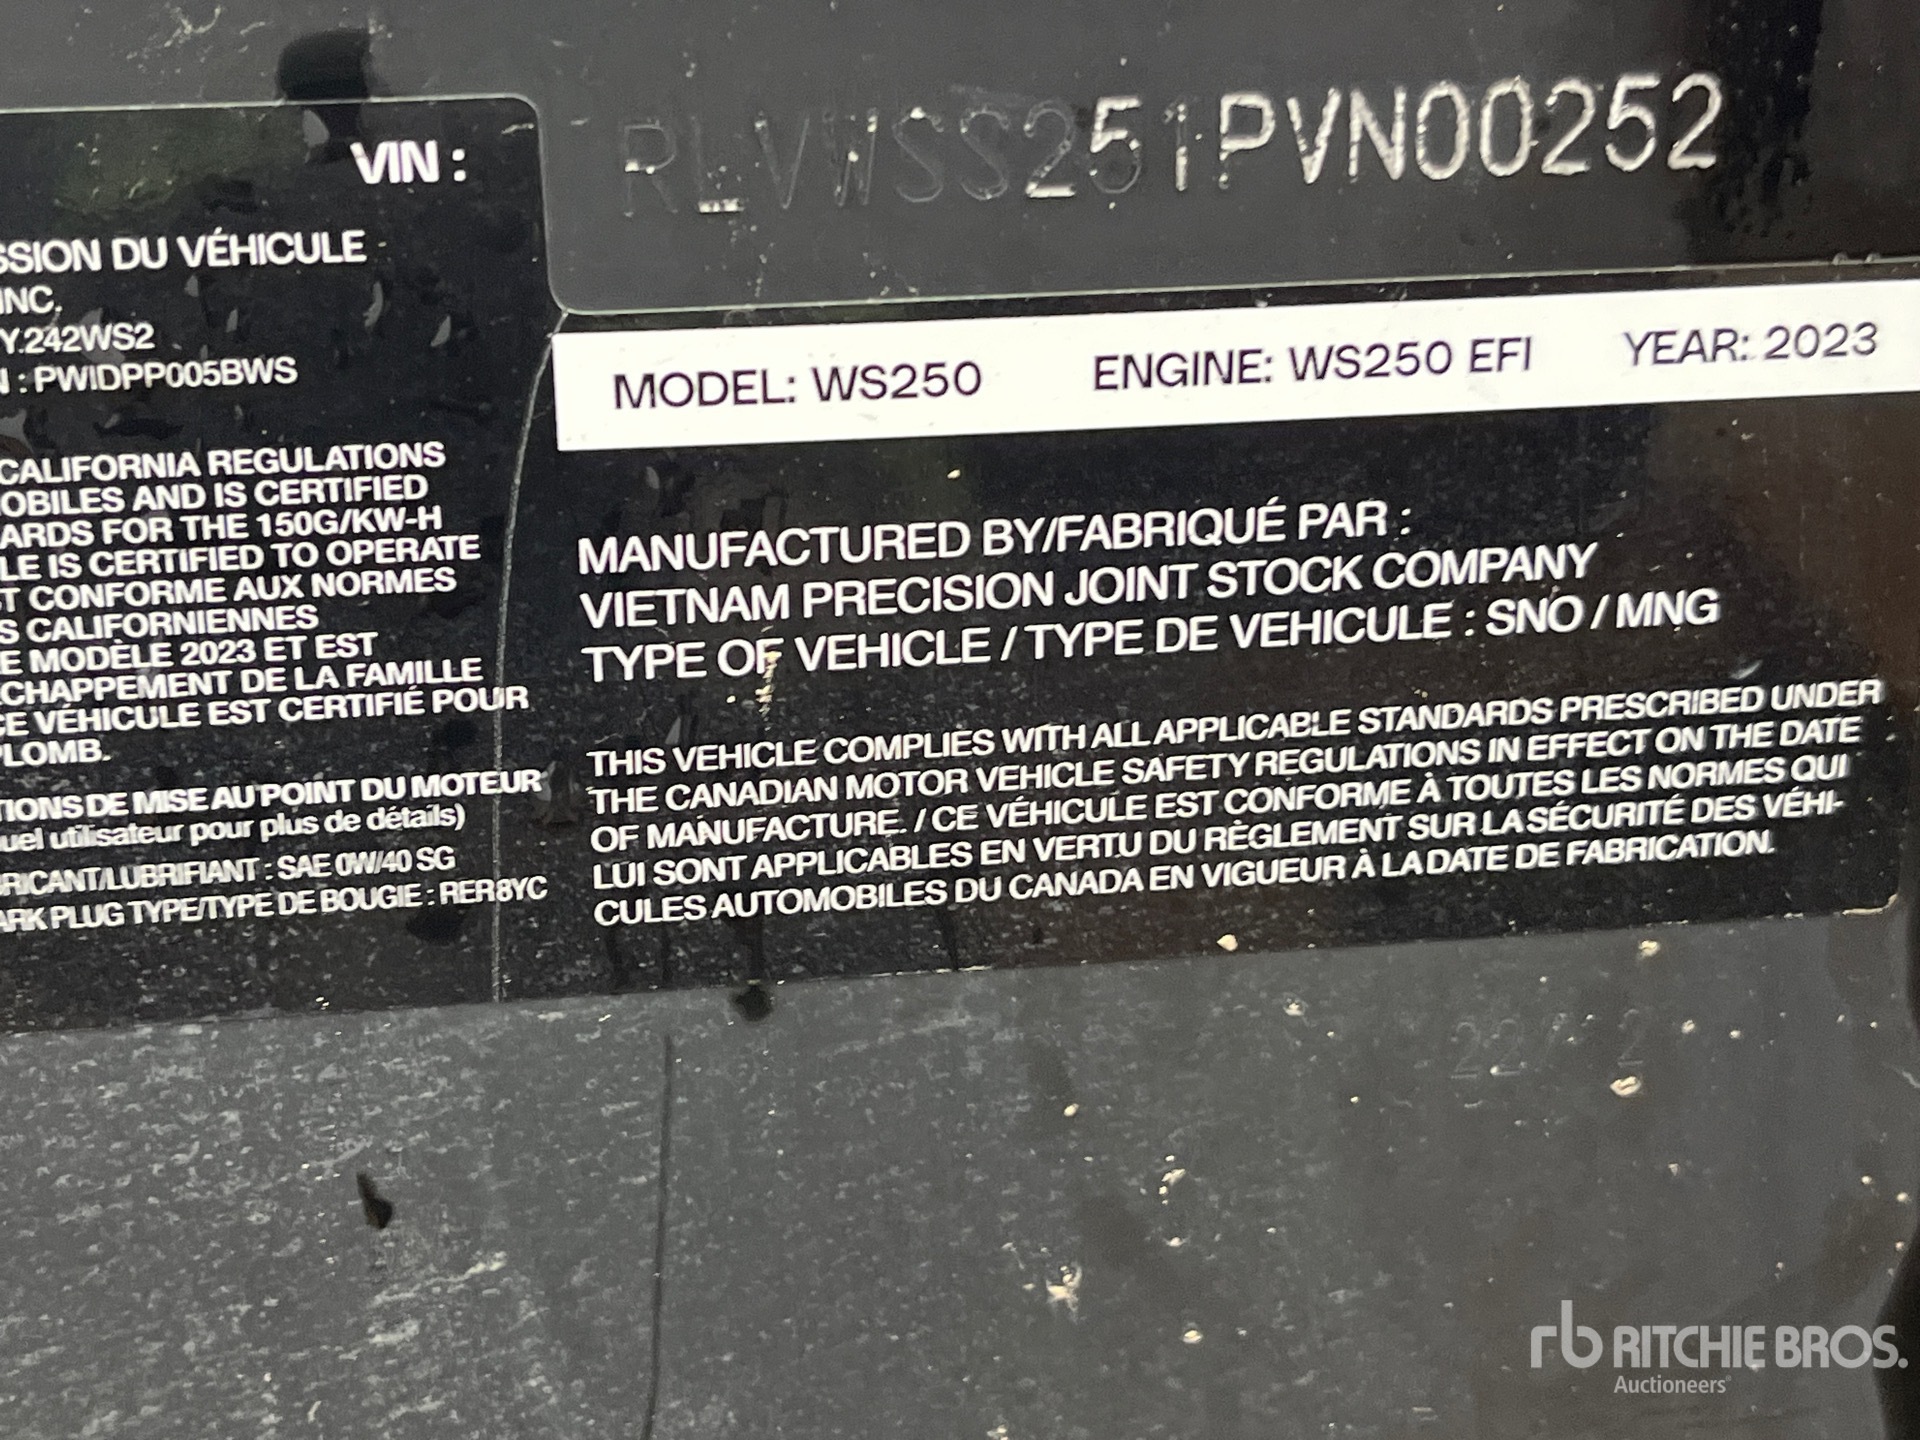 VIN :
RLVWSS251PVN00252
SSION DU VÉHICULE
INC.
Y.242WS2
N : PWIDPP005BWS
CALIFORNIA REGULATIONS
OBILES AND IS CERTIFIED
ARDS FOR THE 150G/KW-H
LE IS CERTIFIED TO OPERATE
ST CONFORME AUX NORMES
S CALIFORNIENNES
E MODÈLE 2023 ET EST
CHAPPEMENT DE LA FAMILLE
CE VÉHICULE EST CERTIFIÉ POUR
PLOMB.
TIONS DE MISE AU POINT DU MOTEUR
uel utilisateur pour plus de détails)
RICANT/LUBRIFIANT : SAE 0W/40 SG
ARK PLUG TYPE/TYPE DE BOUGIE : RER8YC
MODEL: WS250 ENGINE: WS250 EFI YEAR: 2023
MANUFACTURED BY/FABRIQUÉ PAR :
VIETNAM PRECISION JOINT STOCK COMPANY
TYPE OF VEHICLE / TYPE DE VEHICULE : SNO / MNG
THIS VEHICLE COMPLIES WITH ALL APPLICABLE STANDARDS PRESCRIBED UNDER
THE CANADIAN MOTOR VEHICLE SAFETY REGULATIONS IN EFFECT ON THE DATE
OF MANUFACTURE. / CE VÉHICULE EST CONFORME À TOUTES LES NORMES QUI
LUI SONT APPLICABLES EN VERTU DU RÈGLEMENT SUR LA SÉCURITÉ DES VÉHI-
CULES AUTOMOBILES DU CANADA EN VIGUEUR À LA DATE DE FABRICATION.
rb RITCHIE BROS.
Auctioneers